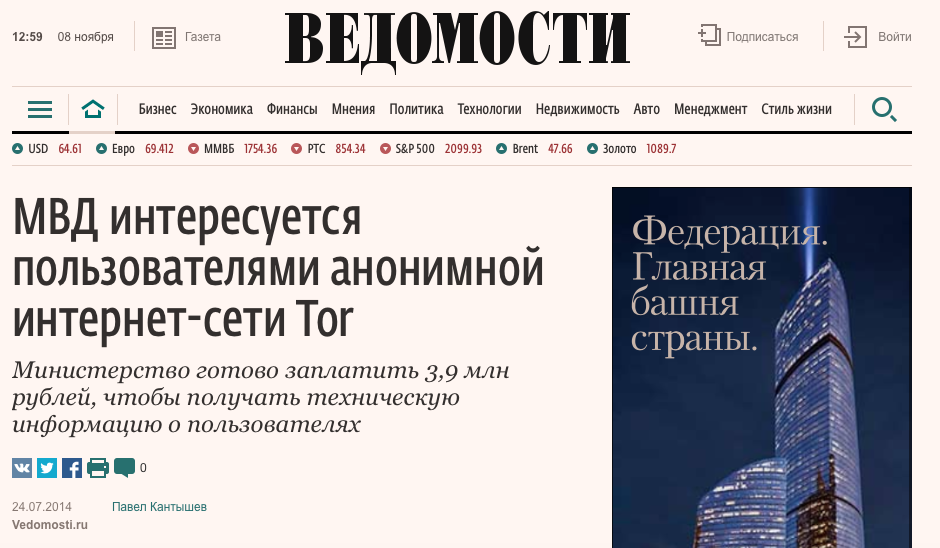 12:59 08 ноября Газета ВЕДОМОСТИ Подписаться Войти
Бизнес Экономика Финансы Мнения Политика Технологии Недвижимость Авто Менеджмент Стиль жизни
USD 64.61 Евро 69.412 ММВБ 1754.36 РТС 854.34 S&P 500 2099.93 Brent 47.66 Золото 1089.7
МВД интересуется
пользователями анонимной
интернет-сети Tor
Министерство готово заплатить 3,9 млн
рублей, чтобы получать техническую
информацию о пользователях
0
24.07.2014 Павел Кантышев
Vedomosti.ru
Федерация.
Главная
башня
страны.